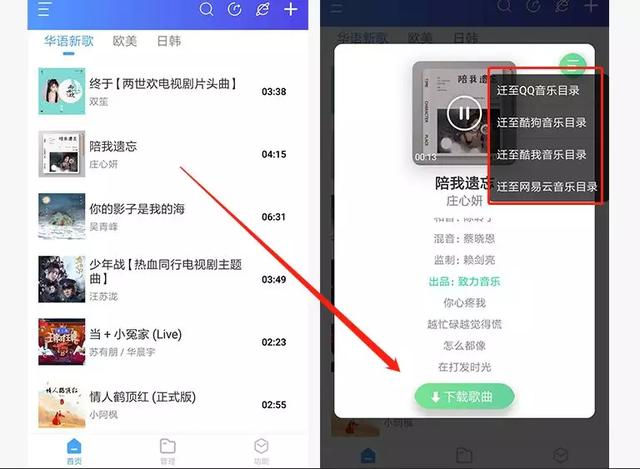 华语新歌 欧美 日韩
终于【两世欢电视剧片头曲】
双笙
03:38
陪我遗忘
庄心妍
04:15
你的影子是我的海
吴青峰
06:31
少年战【热血同行电视剧主题
曲】
汪苏泷
03:49
当+小冤家 (Live)
苏有朋 / 华晨宇
02:23
情人鹤顶红 (正式版)
小阿枫
02:55
首页 管理 功能
华语新歌 欧美 日韩
陪我遗忘
00:13
迁至QQ音乐目录
迁至酷狗音乐目录
迁至酷我音乐目录
迁至网易云音乐目录
陪我遗忘
庄心妍
混音: 蔡晓恩
监制: 赖剑亮
出品: 致力音乐
你心疼我
越忙碌越觉得慌
怎么都像
在打发时光
下载歌曲
小阿枫